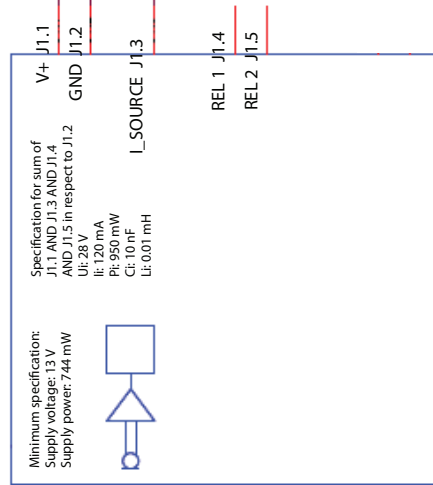 V+ J1.1
GND J1.2
I_SOURCE J1.3
REL 1 J1.4
REL 2 J1.5
Specification for sum of
J1.1 AND J1.3 AND J1.4
AND J1.5 in respect to J1.2
Ui: 28 V
Ii: 120 mA
Pi: 950 mW
Ci: 10 nF
Li: 0.01 mH
Minimum specification:
Supply voltage: 13 V
Supply power: 744 mW